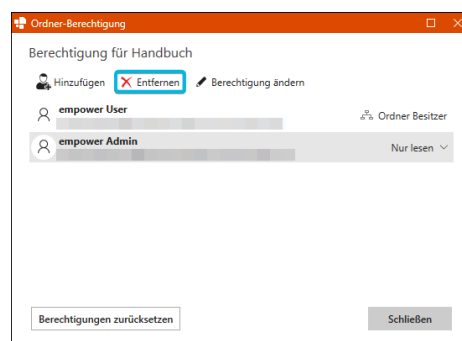 Ordner-Berechtigung
Berechtigung für Handbuch
Hinzufügen Entfernen Berechtigung ändern
empower User
Ordner Besitzer
empower Admin
Nur lesen
Berechtigungen zurücksetzen Schließen